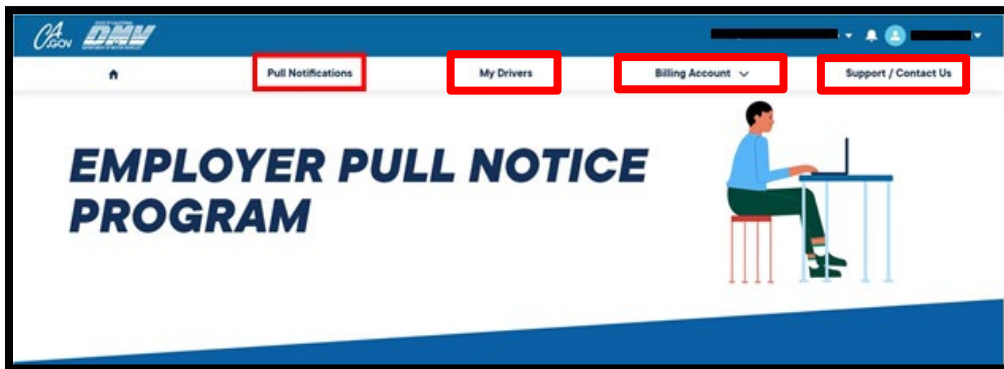 CA.GOV DMV
Pull Notifications My Drivers Billing Account Support / Contact Us
EMPLOYER PULL NOTICE
PROGRAM